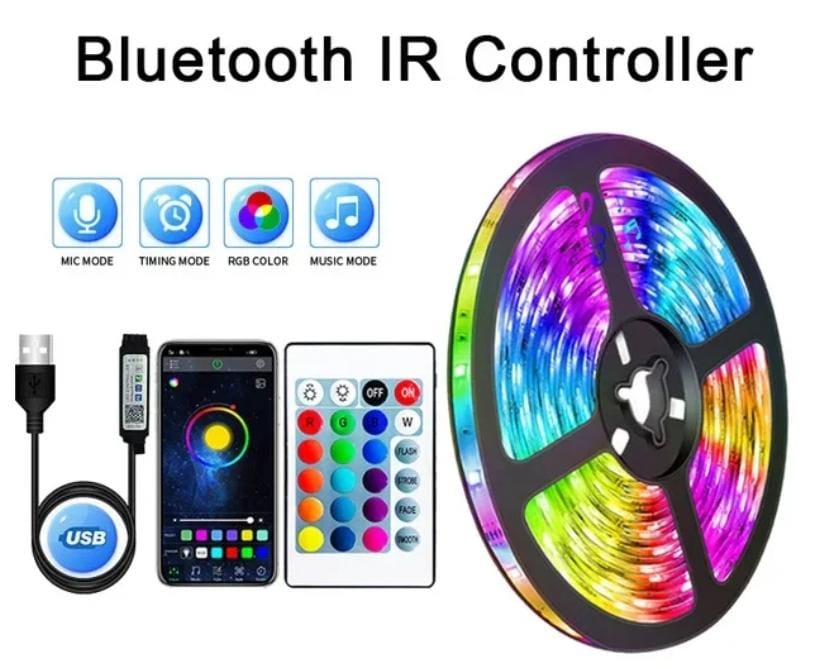 Bluetooth IR Controller
MIC MODE
TIMING MODE
RGB COLOR
MUSIC MODE
USB
OFF
ON
R
G
B
W
FLASH
STROBE
FADE
SMOOTH